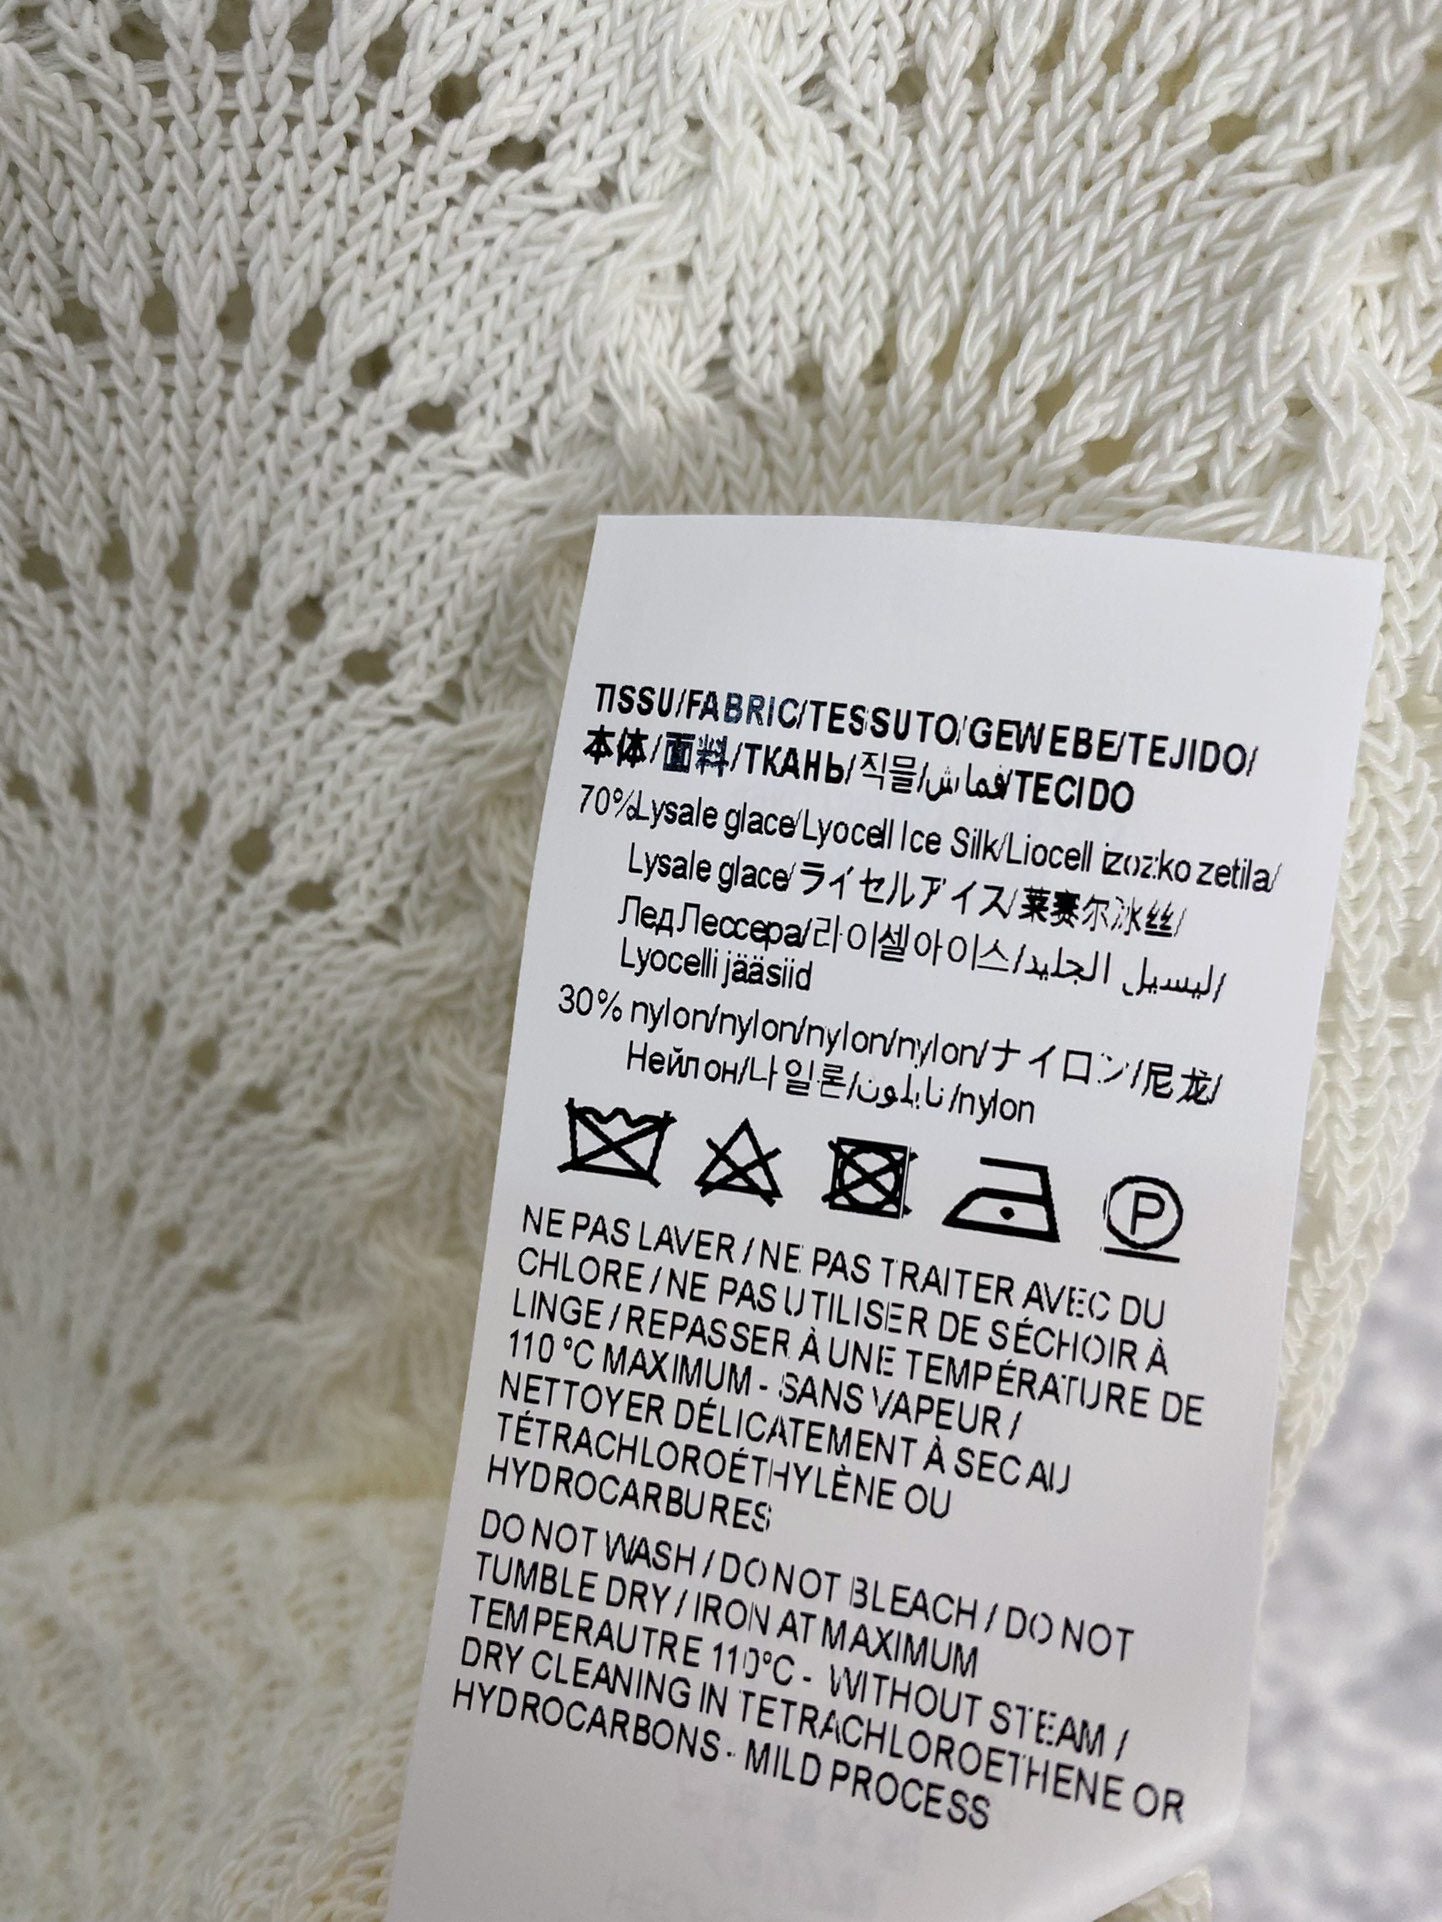 TISSU/FABRIC/TESSUTO/GEWEBE/TEJIDO/
本体/面料/ТКАНЬ/직물/قماش/TECIDO
70%Lysale glace/Lyocell Ice Silk/Liocell izozko zetila/
Lysale glace/ライセルアイス/莱赛尔冰丝/
Лед Лессера/라이셀아이스/اليسيل الجليد/
Lyocelli jääsiid
30% nylon/nylon/nylon/nylon/ナイロン/尼龙/
Нейлон/나일론/نايلون/nylon
P
NE PAS LAVER / NE PAS TRAITER AVEC DU
CHLORE / NE PAS UTILISER DE SÉCHOIR À
LINGE / REPASSER À UNE TEMPÉRATURE DE
110 °C MAXIMUM - SANS VAPEUR /
NETTOYER DÉLICATEMENT À SEC AU
TÉTRACHLOROÉTHYLÈNE OU
HYDROCARBURES
DO NOT WASH / DO NOT BLEACH / DO NOT
TUMBLE DRY / IRON AT MAXIMUM
TEMPERAUTRE 110°C - WITHOUT STEAM /
DRY CLEANING IN TETRACHLOROETHENE OR
HYDROCARBONS - MILD PROCESS